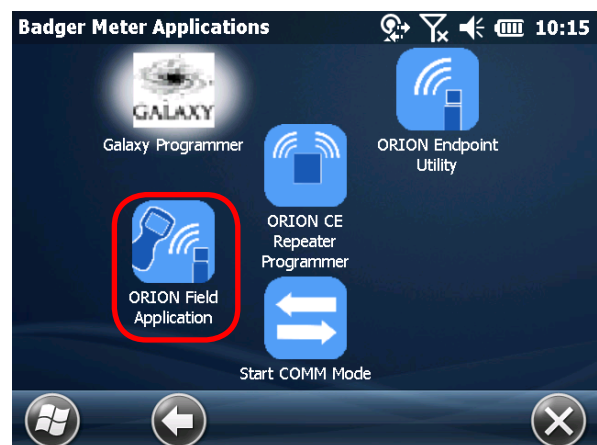 Badger Meter Applications 10:15
GALAXY
Galaxy Programmer
ORION Endpoint
Utility
ORION CE
Repeater
Programmer
ORION Field
Application
Start COMM Mode